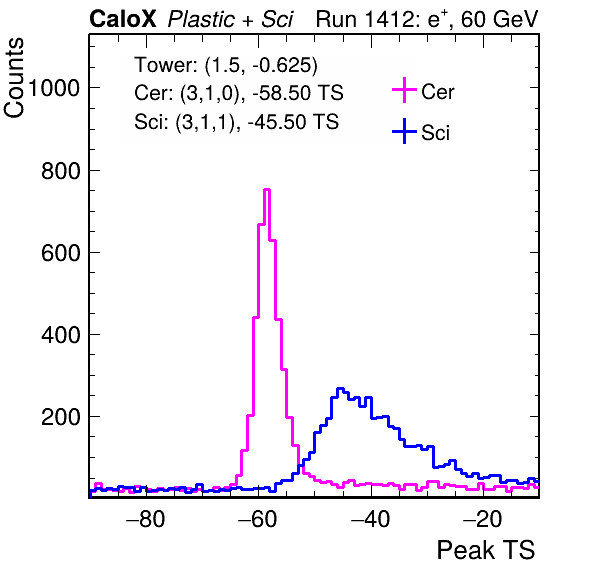 CaloX Plastic + Sci Run 1412: e⁺, 60 GeV
Counts
Tower: (1.5, -0.625)
Cer: (3,1,0), -58.50 TS
Sci: (3,1,1), -45.50 TS
Cer
Sci
1000
800
600
400
200
−80 −60 −40 −20
Peak TS